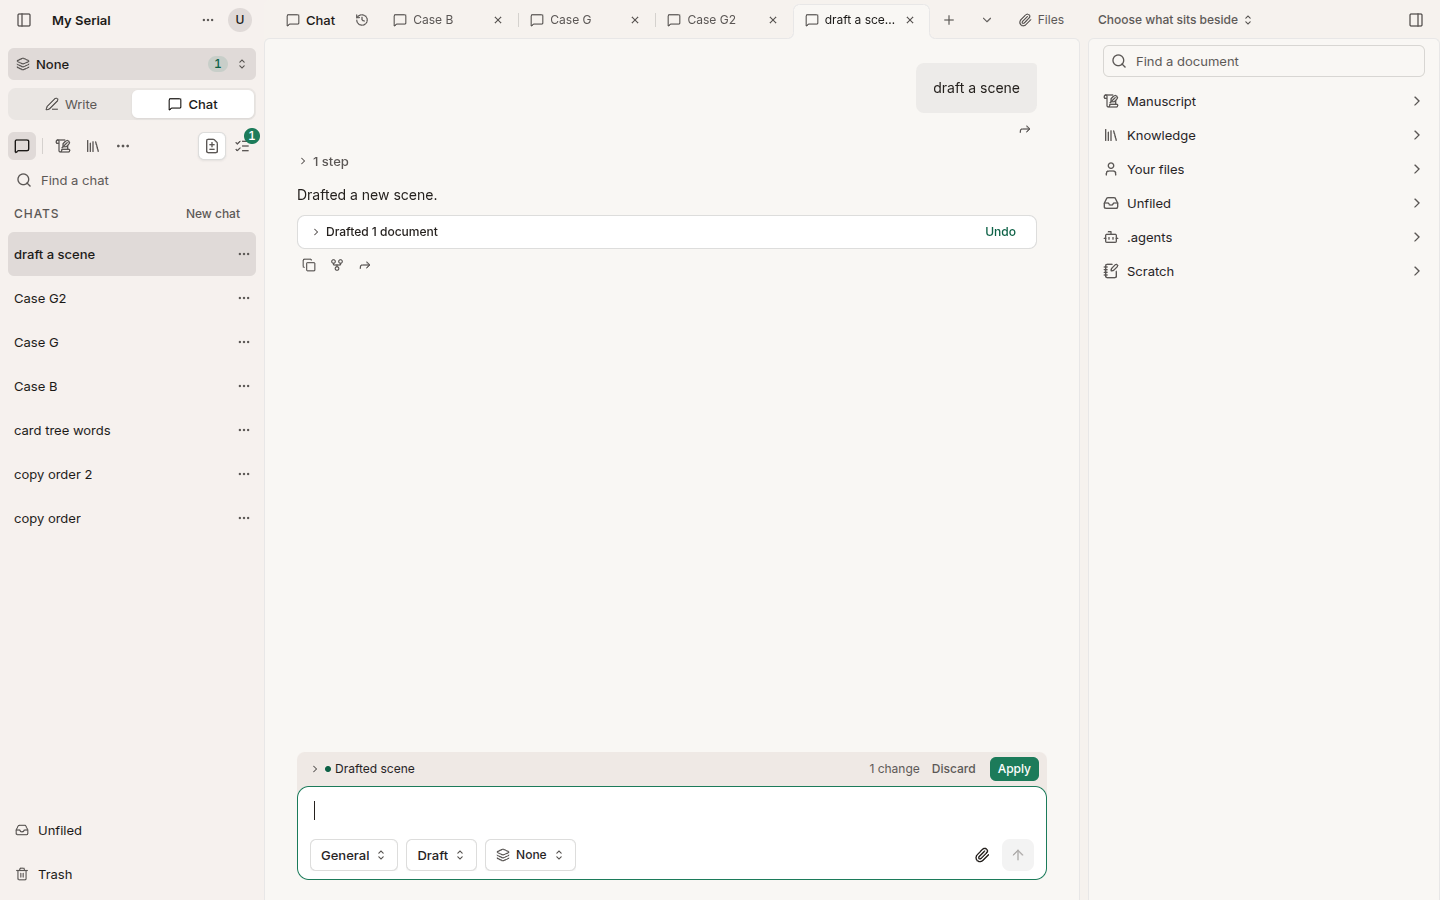 My Serial
U
None
1
Write
Chat
1
Find a chat
CHATS
New chat
draft a scene
Case G2
Case G
Case B
card tree words
copy order 2
copy order
Unfiled
Trash
Chat
Case B
Case G
Case G2
draft a sce...
Files
draft a scene
1 step
Drafted a new scene.
Drafted 1 document
Undo
Drafted scene
1 change
Discard
Apply
General
Draft
None
Choose what sits beside
Find a document
Manuscript
Knowledge
Your files
Unfiled
.agents
Scratch